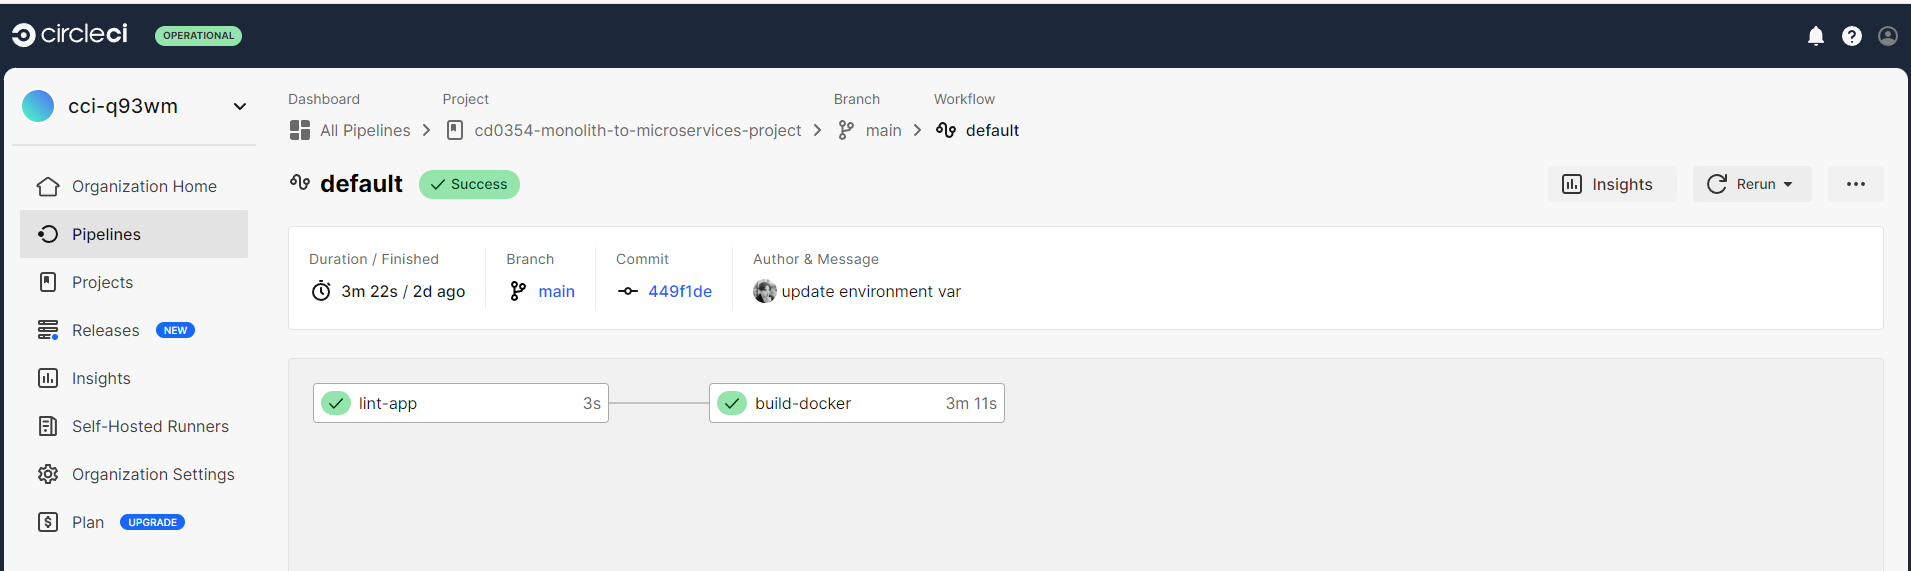 circleci OPERATIONAL
cci-q93wm
Organization Home
Pipelines
Projects
Releases NEW
Insights
Self-Hosted Runners
Organization Settings
Plan UPGRADE
Dashboard Project Branch Workflow
All Pipelines cd0354-monolith-to-microservices-project main default
default Success Insights Rerun
Duration / Finished Branch Commit Author & Message
3m 22s / 2d ago main 449f1de update environment var
lint-app 3s build-docker 3m 11s